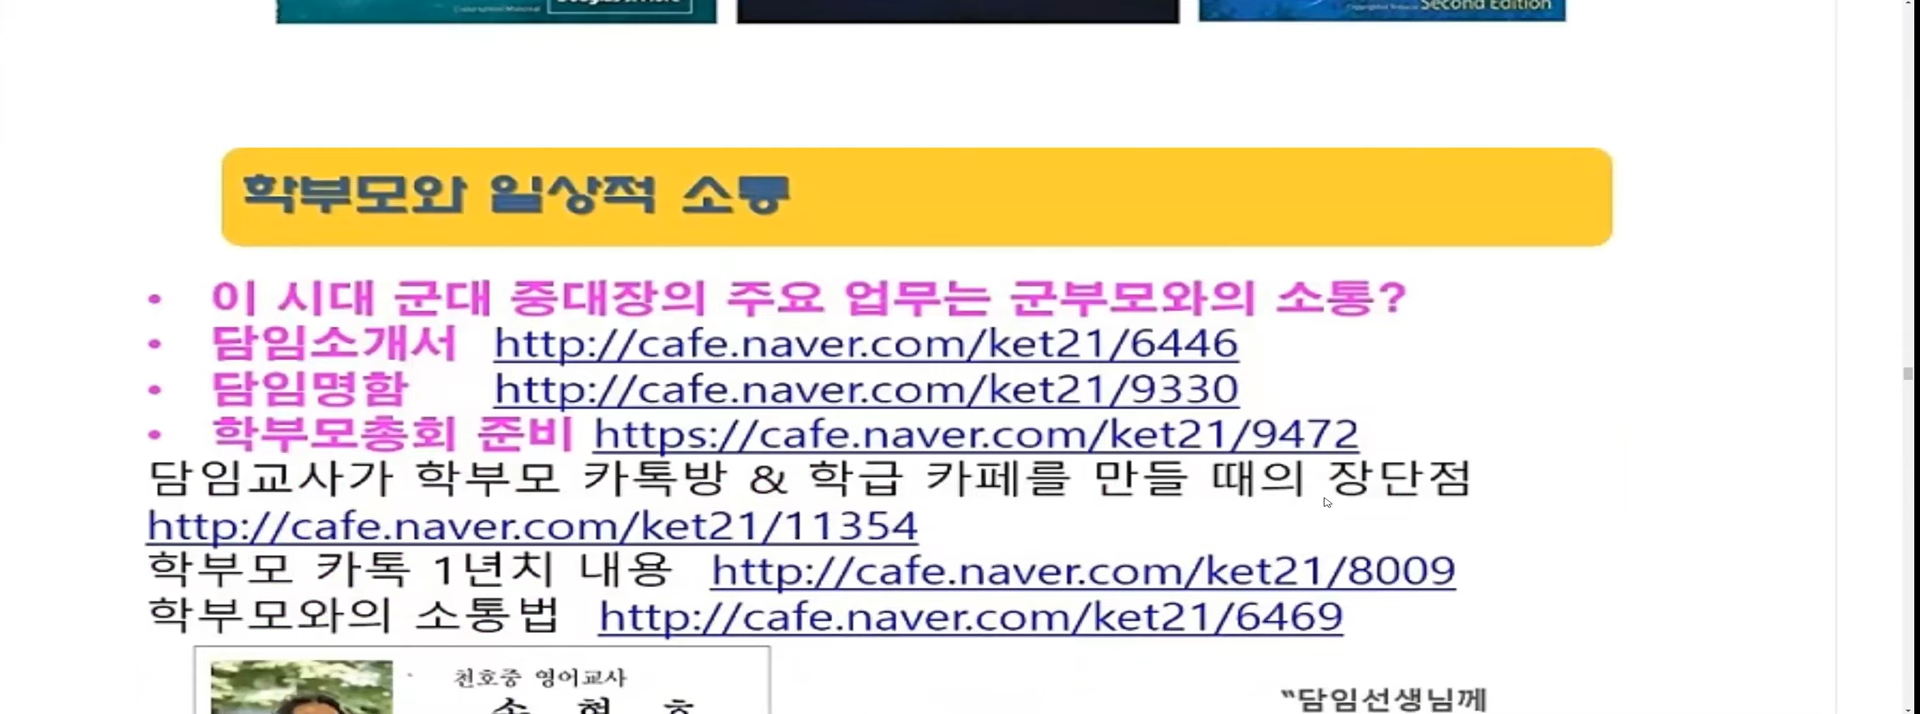 Second Edition
학부모와 일상적 소통
• 이 시대 군대 중대장의 주요 업무는 군부모와의 소통?
• 담임소개서 http://cafe.naver.com/ket21/6446
• 담임명함 http://cafe.naver.com/ket21/9330
• 학부모총회 준비 https://cafe.naver.com/ket21/9472
담임교사가 학부모 카톡방 & 학급 카페를 만들 때의 장단점
http://cafe.naver.com/ket21/11354
학부모 카톡 1년치 내용 http://cafe.naver.com/ket21/8009
학부모와의 소통법 http://cafe.naver.com/ket21/6469
천호중 영어교사
"담임선생님께